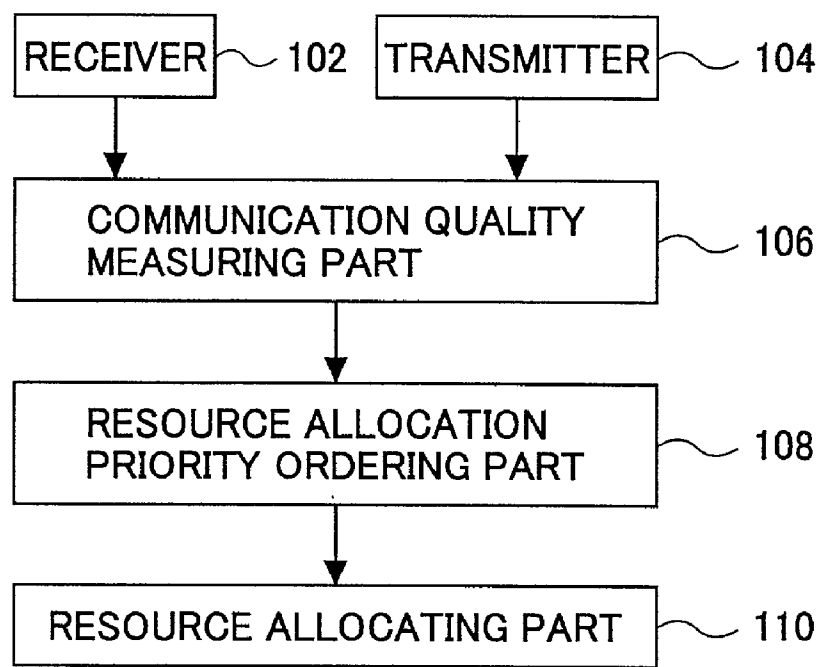 RECEIVER 102 TRANSMITTER 104
COMMUNICATION QUALITY
MEASURING PART
106
RESOURCE ALLOCATION
PRIORITY ORDERING PART
108
RESOURCE ALLOCATING PART 110